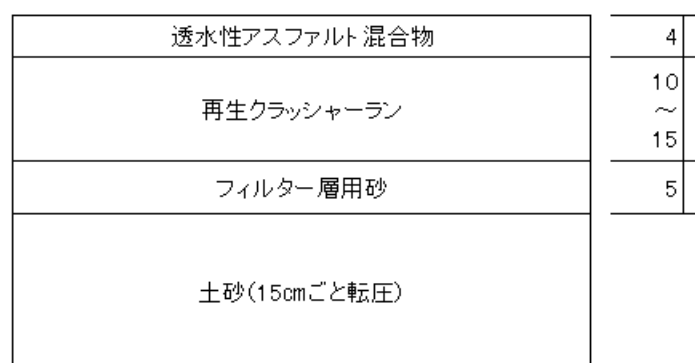 透水性アスファルト混合物
4
再生クラッシャーラン
10
～
15
フィルター層用砂
5
土砂(15cmごと転圧)